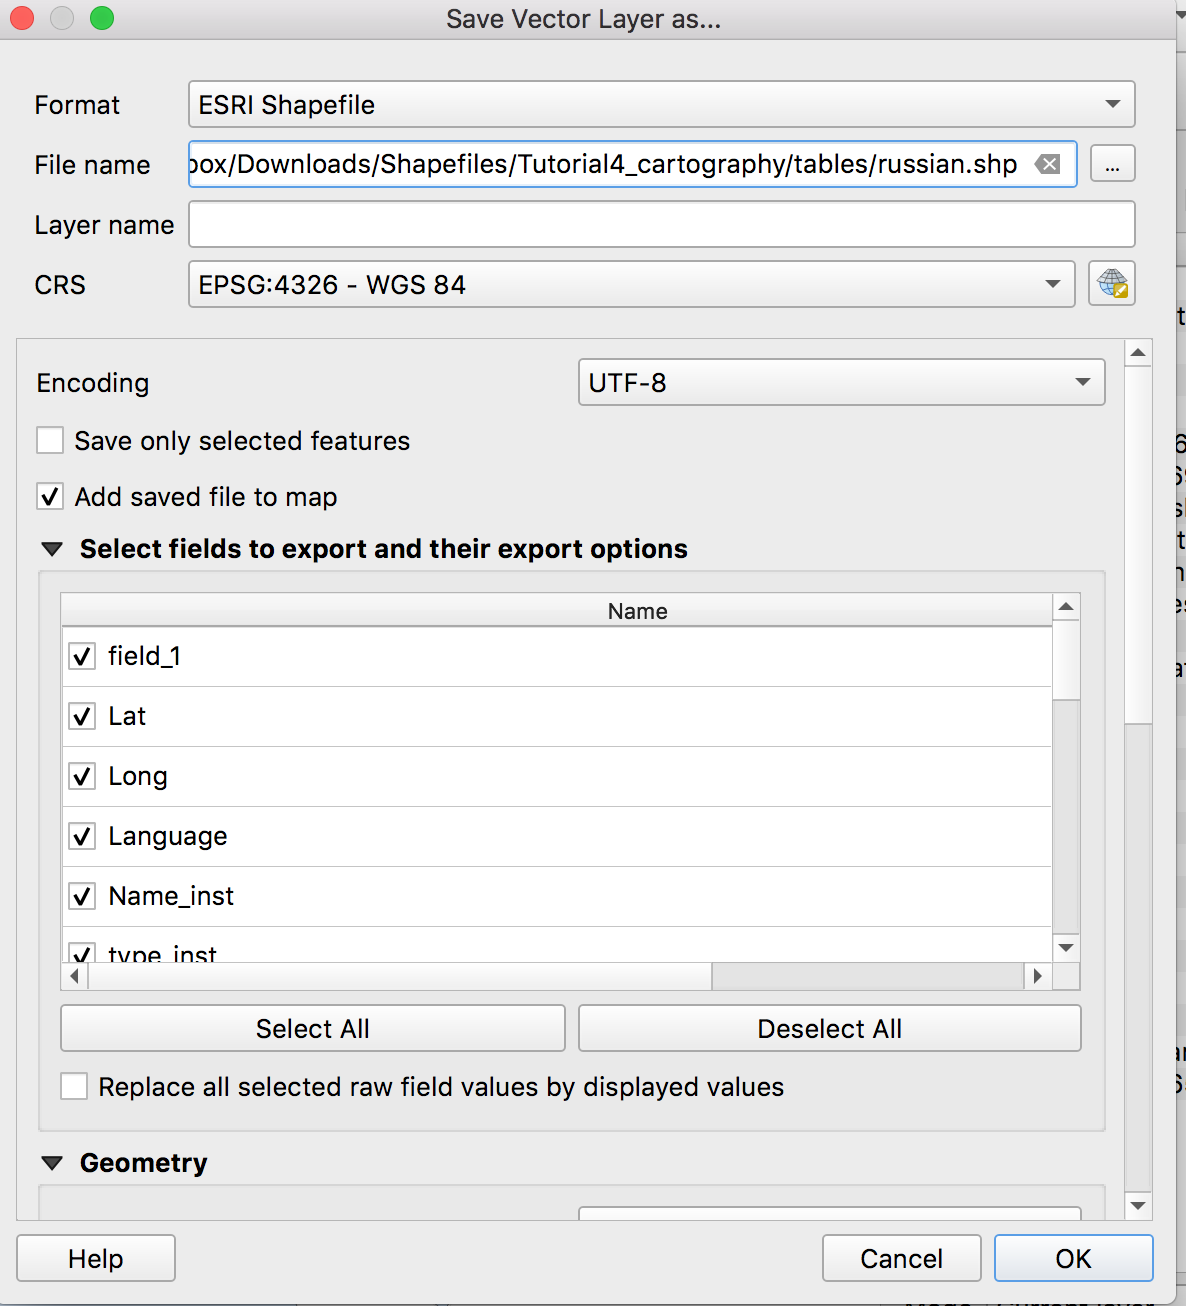 Save Vector Layer as...
Format ESRI Shapefile
File name box/Downloads/Shapefiles/Tutorial4_cartography/tables/russian.shp ...
Layer name
CRS EPSG:4326 - WGS 84
Encoding UTF-8
Save only selected features
Add saved file to map
Select fields to export and their export options
Name
field_1
Lat
Long
Language
Name_inst
type_inst
Select All Deselect All
Replace all selected raw field values by displayed values
Geometry
Help Cancel OK